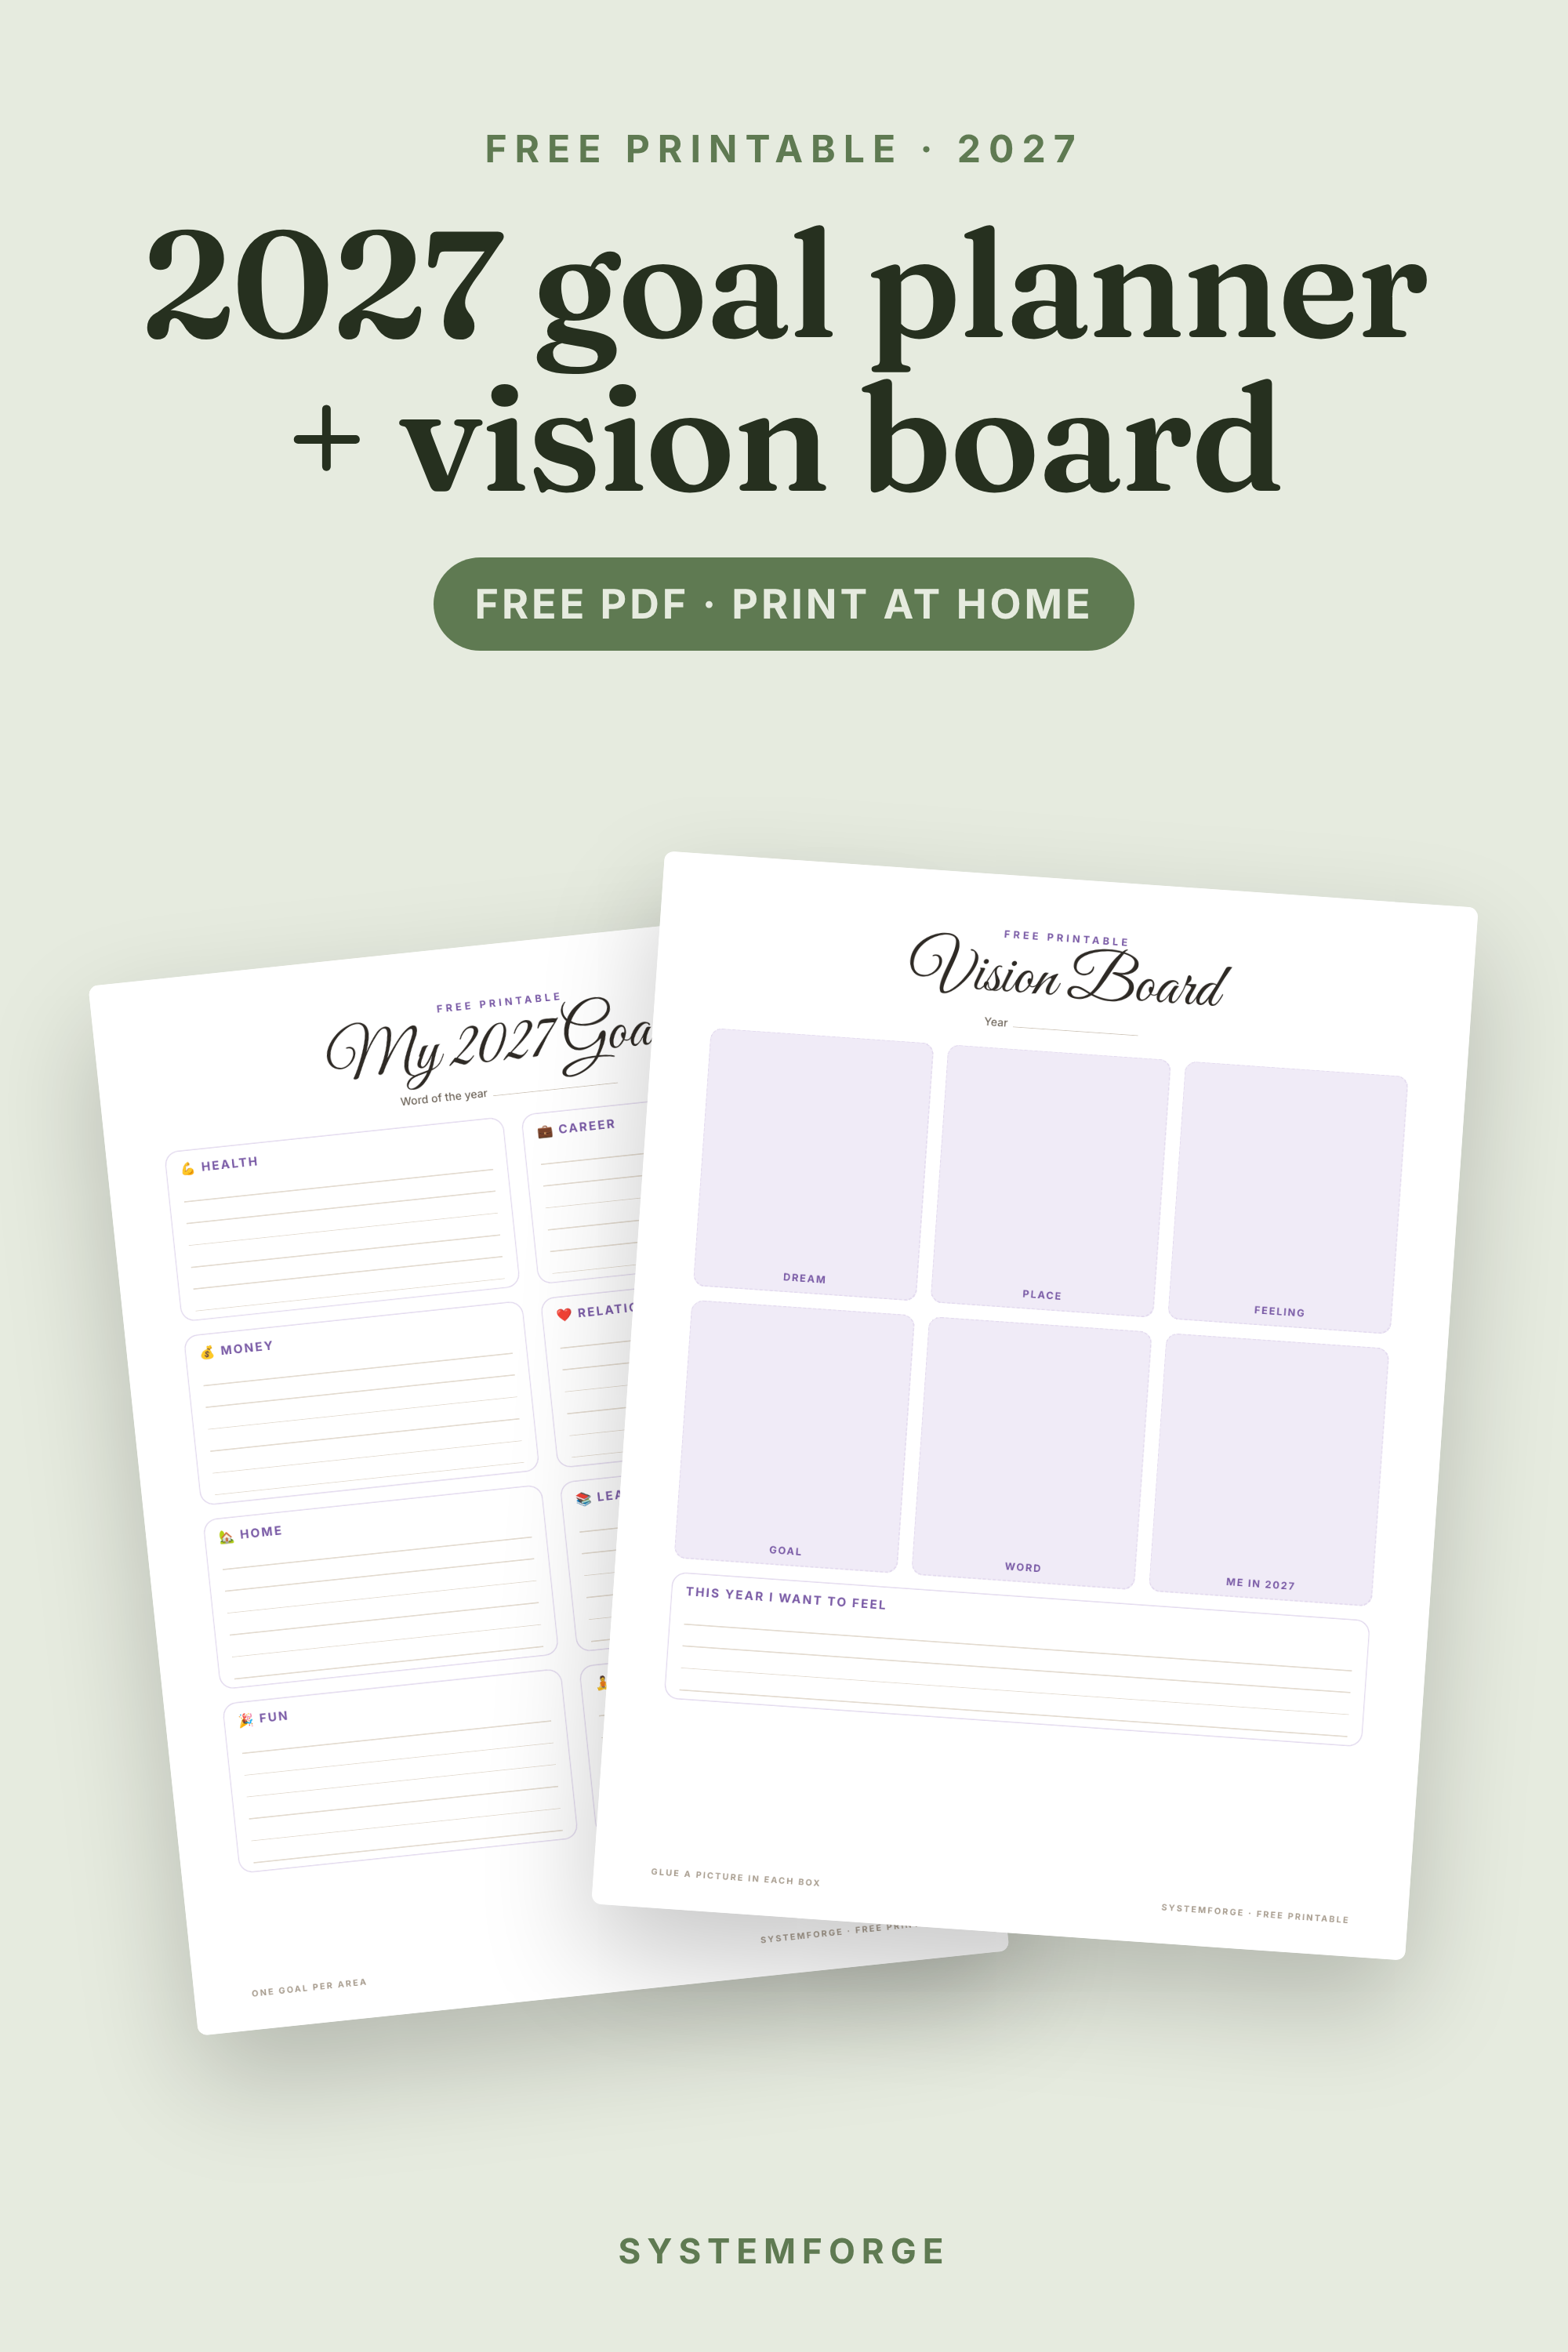 FREE PRINTABLE · 2027
2027 goal planner
+ vision board
FREE PDF · PRINT AT HOME
FREE PRINTABLE
My 2027
Word of the year
HEALTH
CAREER
MONEY
HOME
FUN
ONE GOAL PER AREA
SYSTEMFORGE · FREE
FREE PRINTABLE
Vision Board
Year
DREAM
PLACE
FEELING
GOAL
WORD
ME IN 2027
THIS YEAR I WANT TO FEEL
GLUE A PICTURE IN EACH BOX
SYSTEMFORGE · FREE PRINTABLE
SYSTEMFORGE